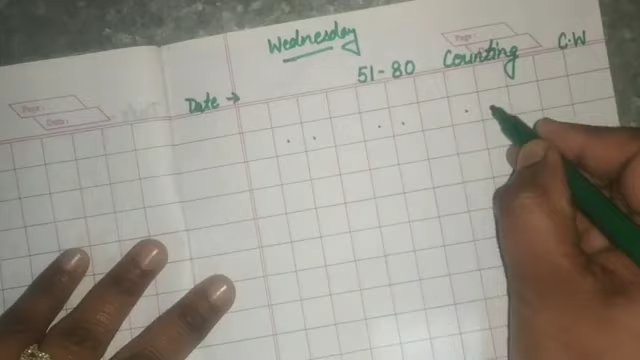 Wednesday
51-80 Counting C.W
Date →
Page:
Date:
Page: